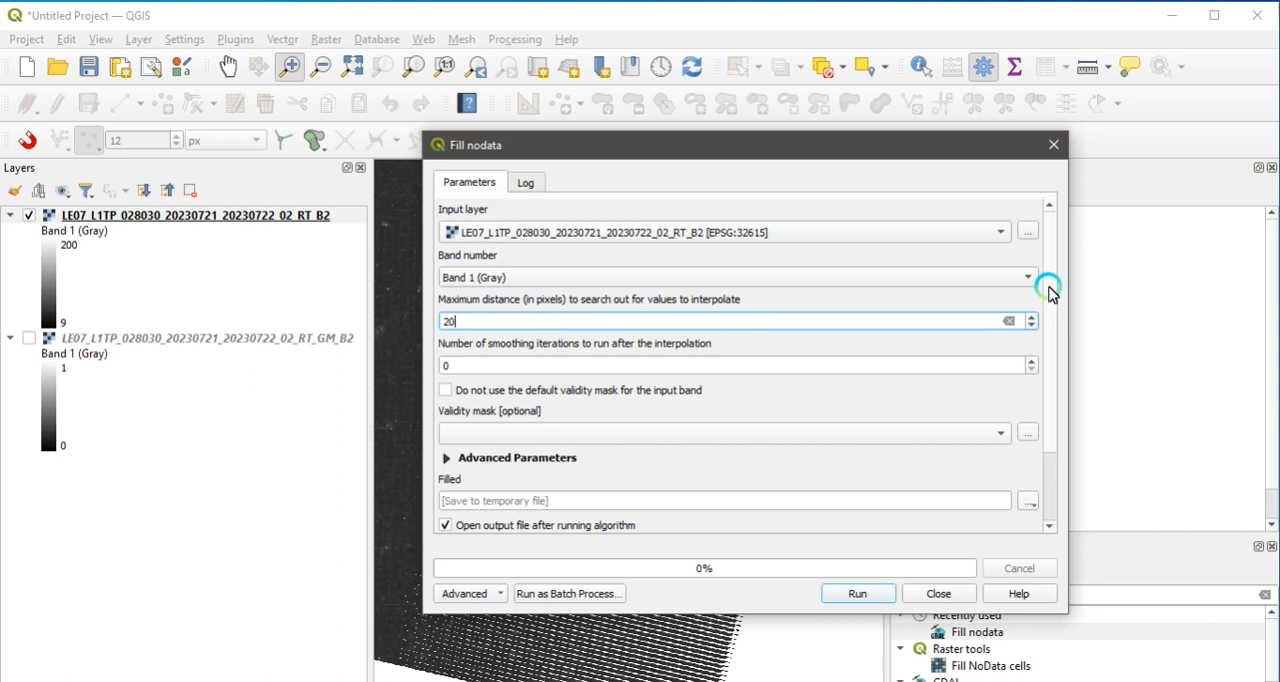 *Untitled Project — QGIS
Project Edit View Layer Settings Plugins Vector Raster Database Web Mesh Processing Help
12 px
Layers
LE07_L1TP_028030_20230721_20230722_02_RT_B2
Band 1 (Gray)
200
9
LE07_L1TP_028030_20230721_20230722_02_RT_GM_B2
Band 1 (Gray)
1
0
Fill nodata
Parameters Log
Input layer
LE07_L1TP_028030_20230721_20230722_02_RT_B2 [EPSG:32615]
...
Band number
Band 1 (Gray)
Maximum distance (in pixels) to search out for values to interpolate
20
Number of smoothing iterations to run after the interpolation
0
Do not use the default validity mask for the input band
Validity mask [optional]
...
Advanced Parameters
Filled
[Save to temporary file]
...
Open output file after running algorithm
0%
Cancel
Advanced Run as Batch Process... Run Close Help
Recently used
Fill nodata
Raster tools
Fill NoData cells
GDAL